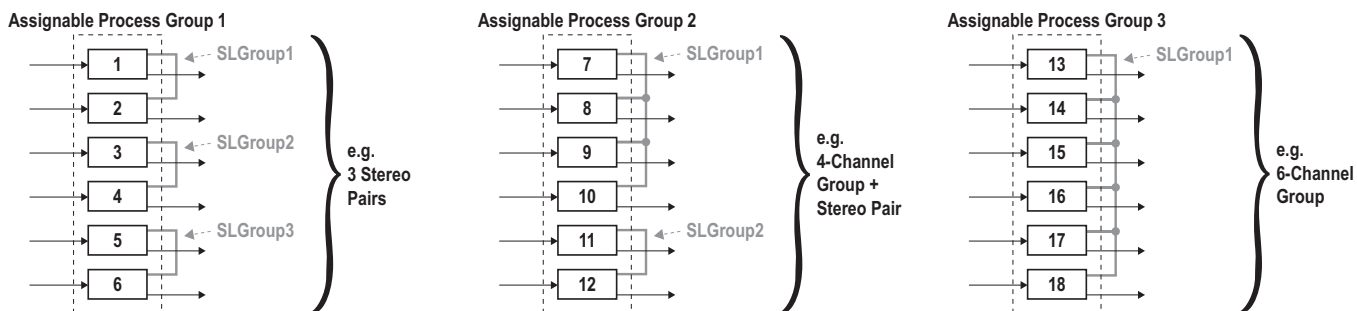 Assignable Process Group 1
1
SLGroup1
2
3
SLGroup2
4
5
SLGroup3
6
e.g.
3 Stereo
Pairs
Assignable Process Group 2
7
SLGroup1
8
9
10
11
SLGroup2
12
e.g.
4-Channel
Group +
Stereo Pair
Assignable Process Group 3
13
SLGroup1
14
15
16
17
18
e.g.
6-Channel
Group